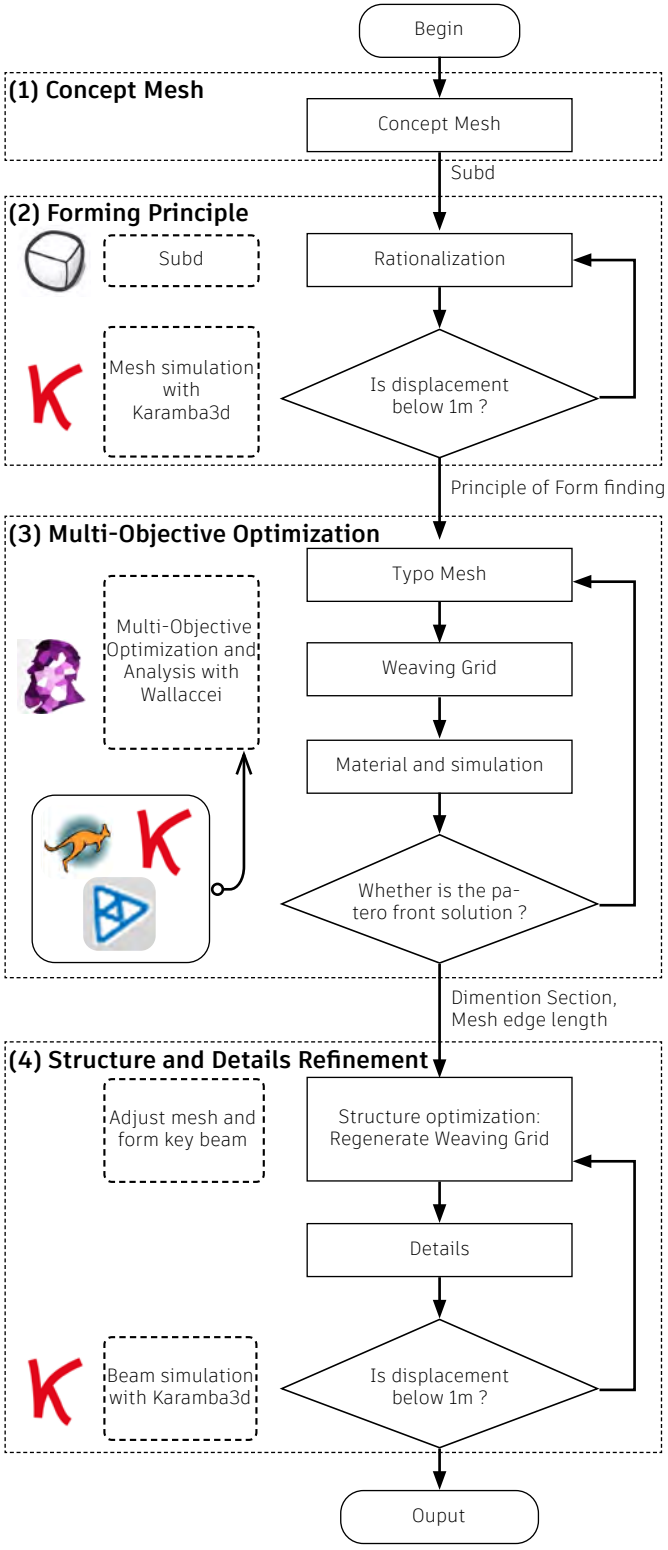 Begin
(1) Concept Mesh
Concept Mesh
Subd
(2) Forming Principle
Subd
Rationalization
Mesh simulation
with
Karamba3d
Is displacement
below 1m ?
Principle of Form finding
(3) Multi-Objective Optimization
Typo Mesh
Multi-Objective
Optimization and
Analysis with
Wallaccei
Weaving Grid
Material and simulation
Whether is the pa-
tero front solution ?
Dimention Section,
Mesh edge length
(4) Structure and Details Refinement
Adjust mesh and
form key beam
Structure optimization:
Regenerate Weaving Grid
Details
Beam simulation
with Karamba3d
Is displacement
below 1m ?
Ouput